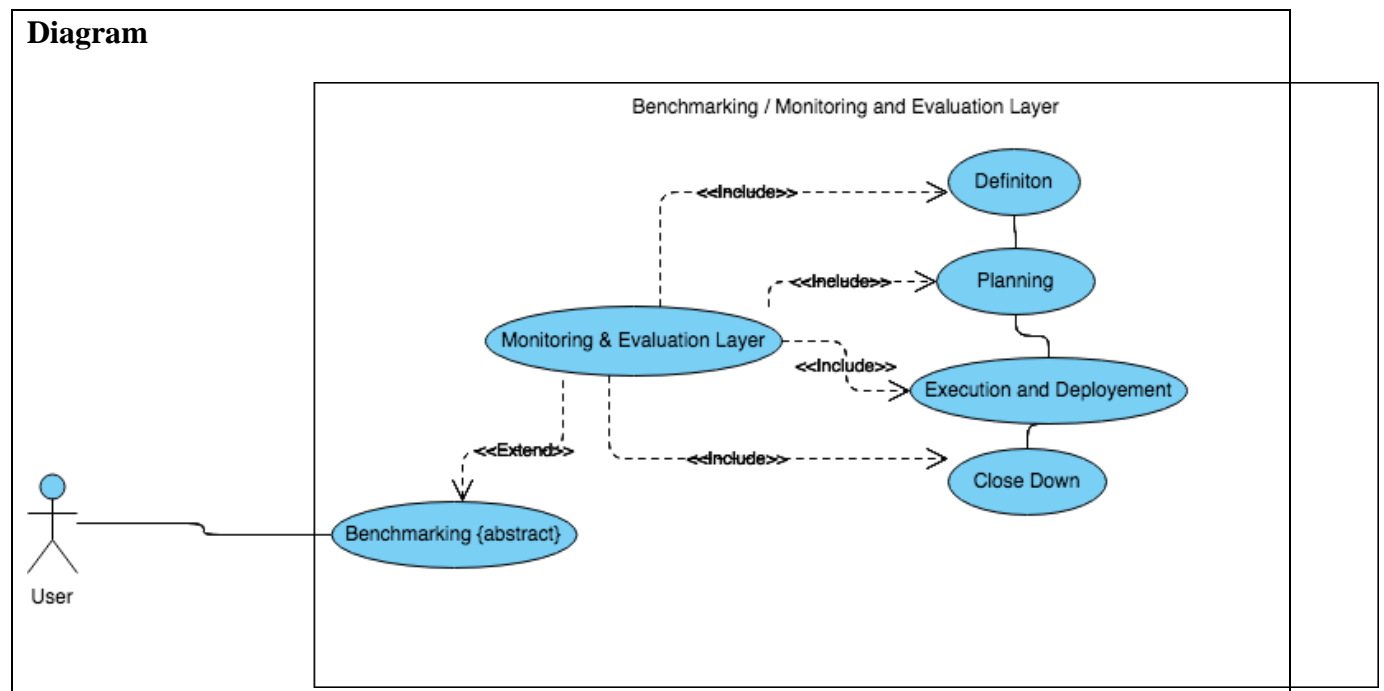 Diagram
Benchmarking / Monitoring and Evaluation Layer
Definiton
<<Include>>
Planning
<<Include>>
Monitoring & Evaluation Layer
<<Include>>
Execution and Deployement
<<Extend>>
<<Include>>
Close Down
Benchmarking {abstract}
User